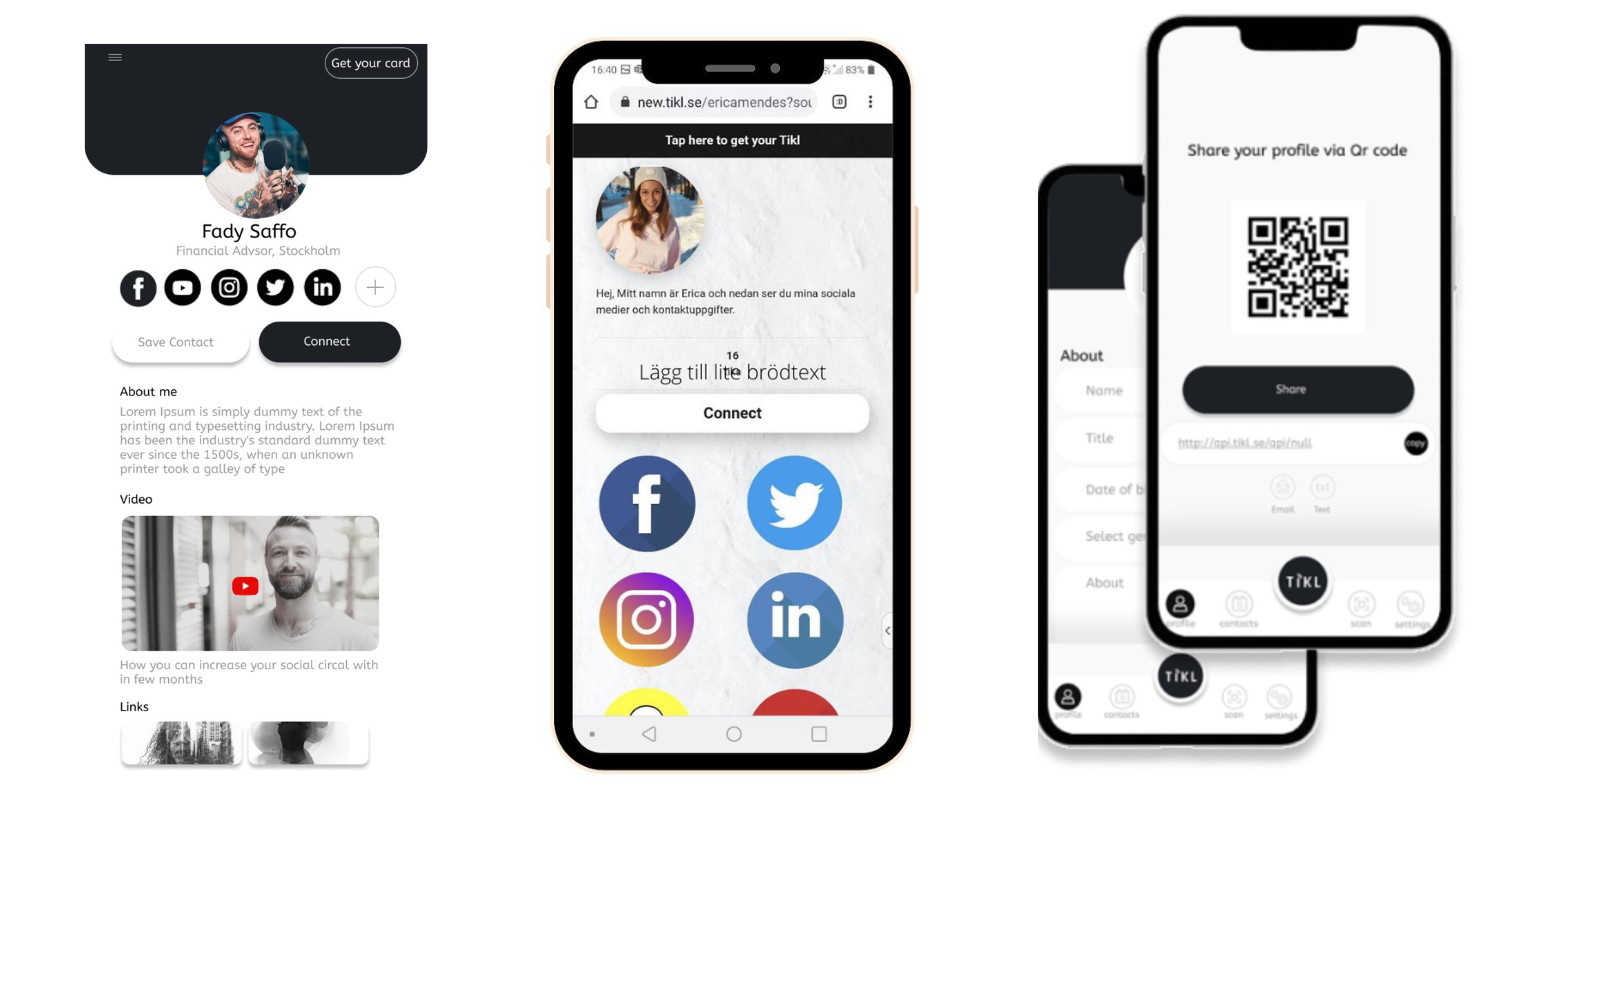 Get your card
Fady Saffo
Financial Advsor, Stockholm
Save Contact
Connect
About me
Lorem Ipsum is simply dummy text of the
printing and typesetting industry. Lorem Ipsum
has been the industry's standard dummy text
ever since the 1500s, when an unknown
printer took a galley of type
Video
How you can increase your social circal with
in few months
Links
16:40
83%
new.tikl.se/ericamendes?sou
Tap here to get your Tikl
Hej, Mitt namn är Erica och nedan ser du mina sociala
medier och kontaktuppgifter.
16
Lägg till lite brödtext
Connect
About
Name
Title
Date of bi
Select ge
About
TIKL
profile
contacts
scan
settings
Share your profile via Qr code
Share
http://api.tikl.se/api/null
copy
txt
Email
Text
TIKL
profile
contacts
scan
settings